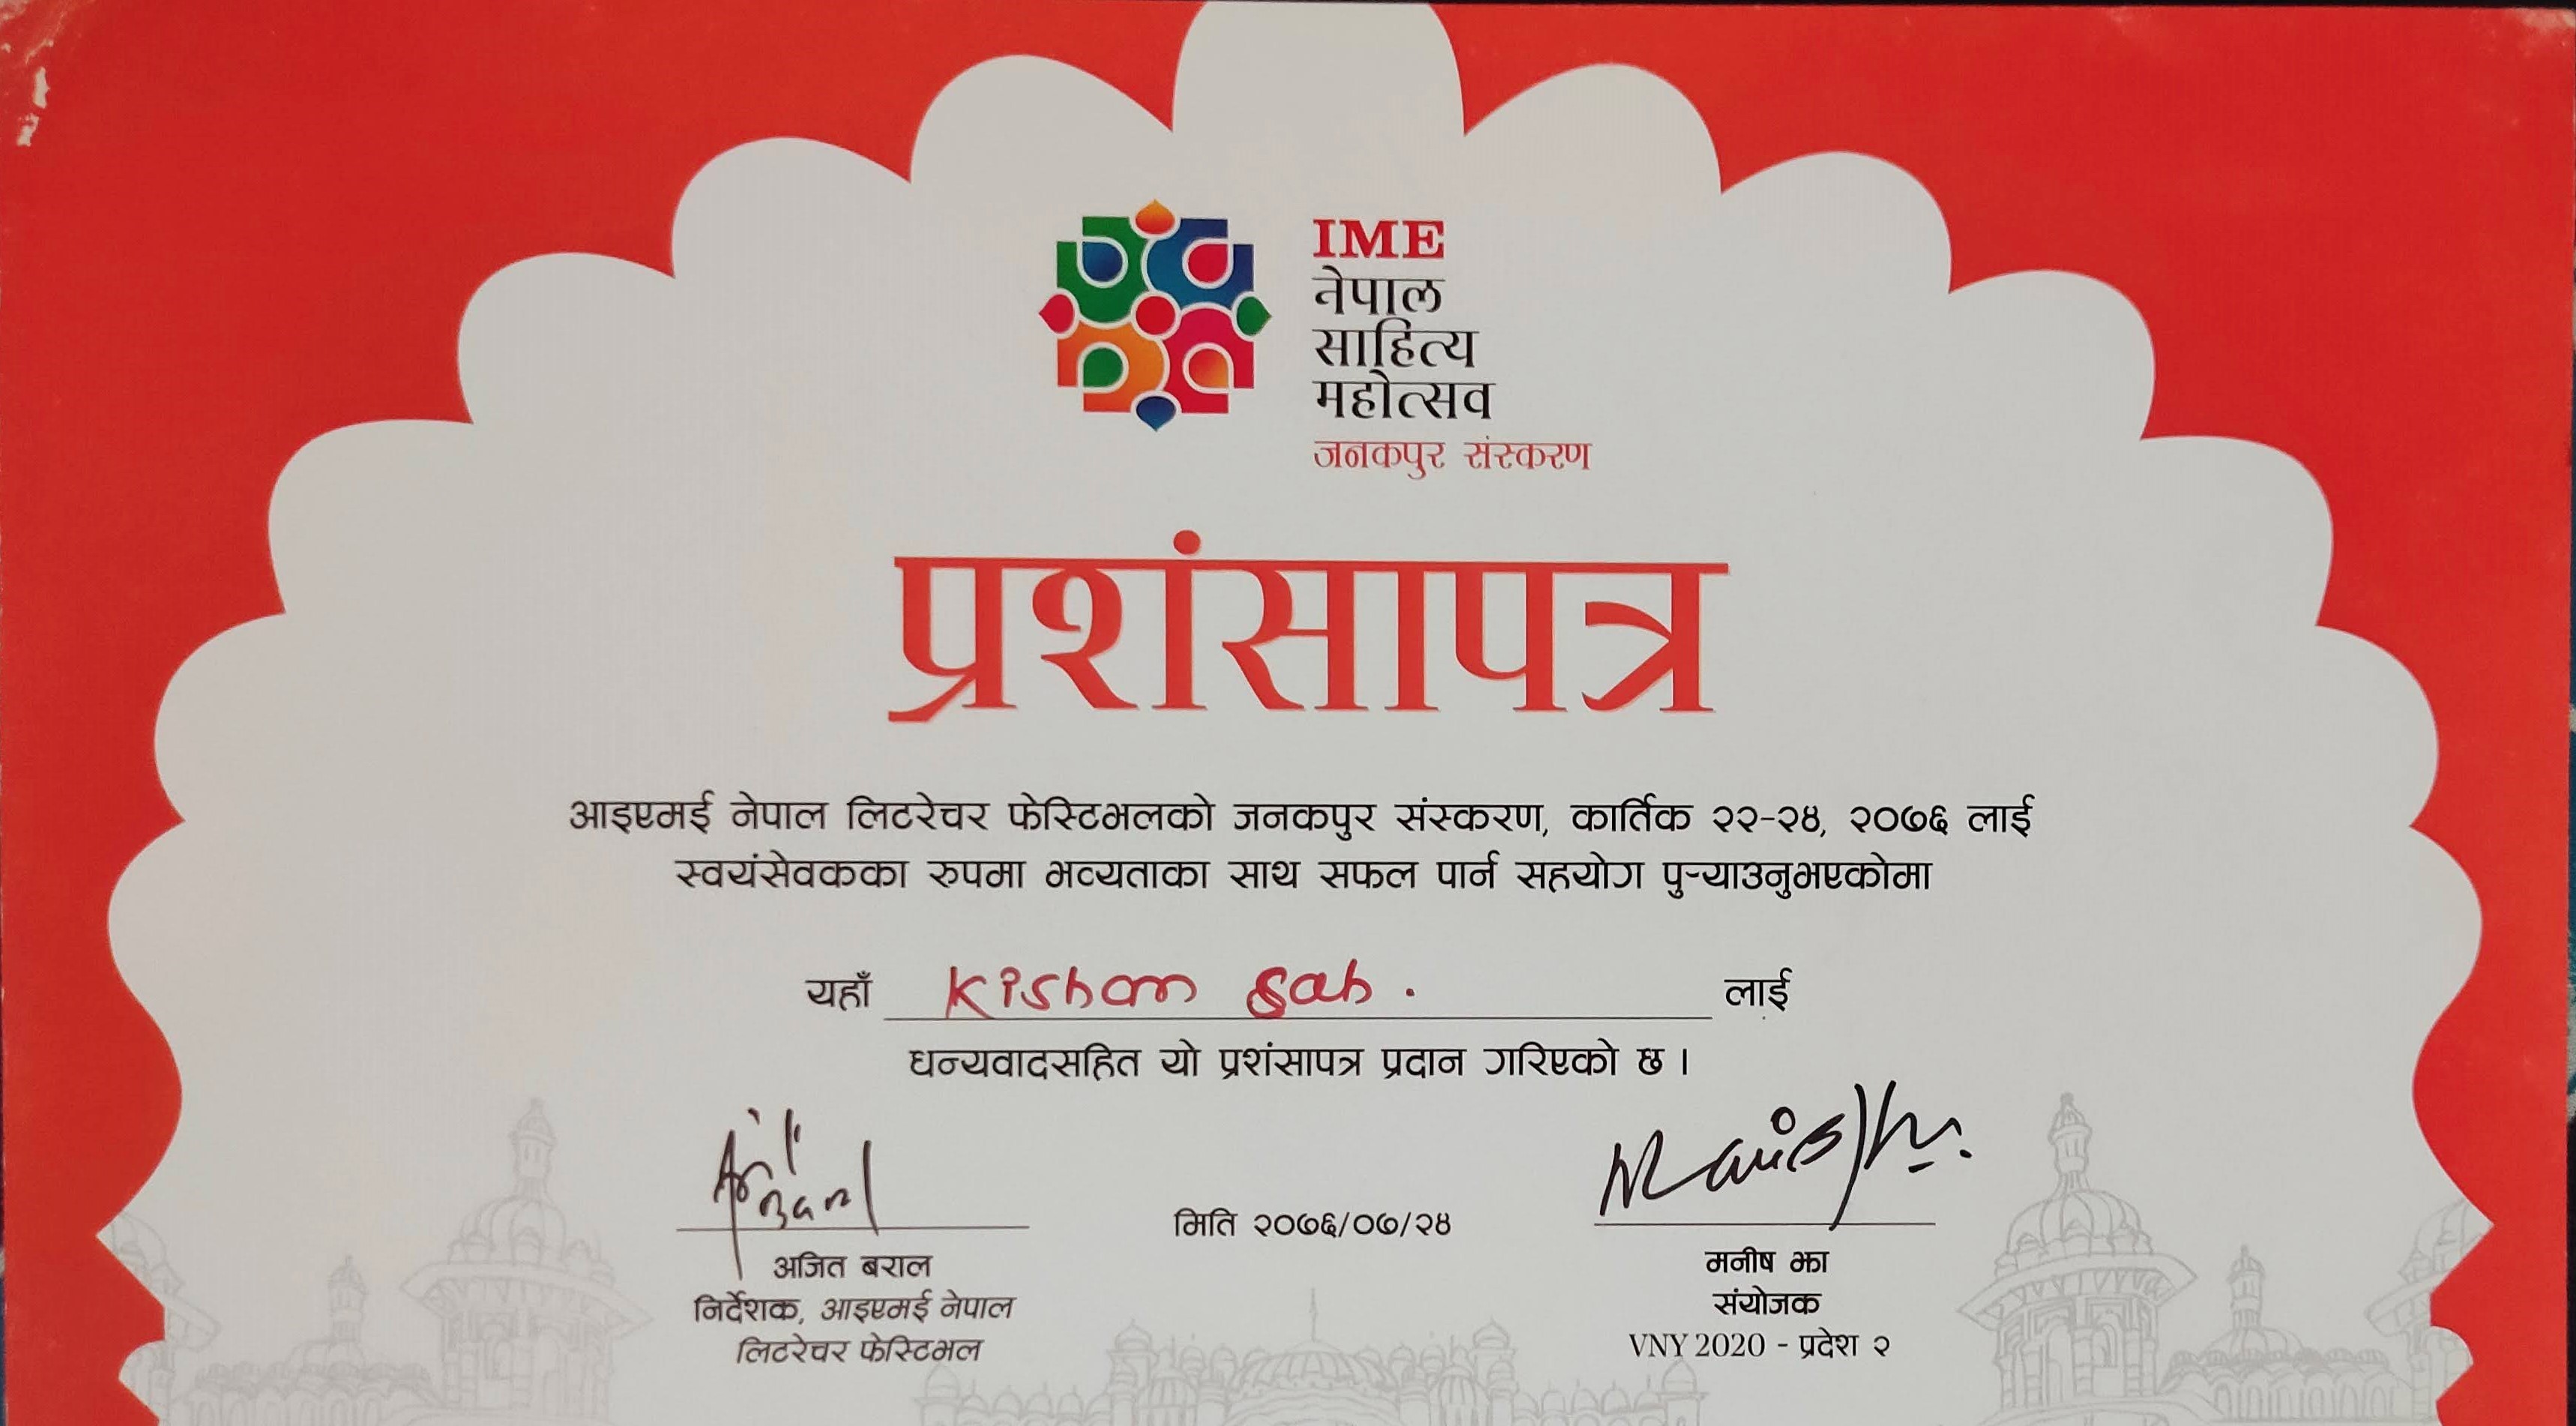 IME
नेपाल
साहित्य
महोत्सव
जनकपुर संस्करण
प्रशंसापत्र
आइएमई नेपाल लिटरेचर फेस्टिभलको जनकपुर संस्करण, कार्तिक २२-२४, २०७६ लाई
स्वयंसेवकका रुपमा भव्यताका साथ सफल पार्न सहयोग पुर्‍याउनुभएकोमा
यहाँ Kishan Sah. लाई
धन्यवादसहित यो प्रशंसापत्र प्रदान गरिएको छ ।
Ajit Baral
मिति २०७६/०७/२४
अजित बराल
निर्देशक, आइएमई नेपाल
लिटरेचर फेस्टिभल
मनीष झा
संयोजक
VNY 2020 - प्रदेश २